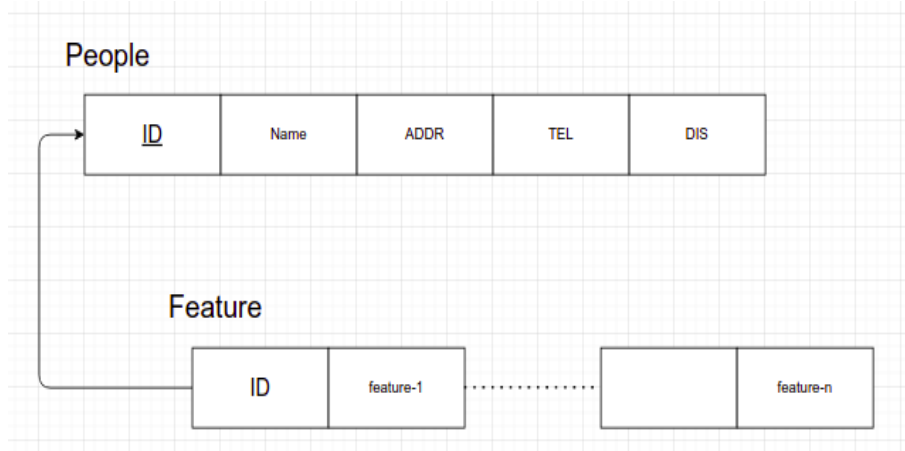 People
ID Name ADDR TEL DIS
Feature
ID feature-1 feature-n